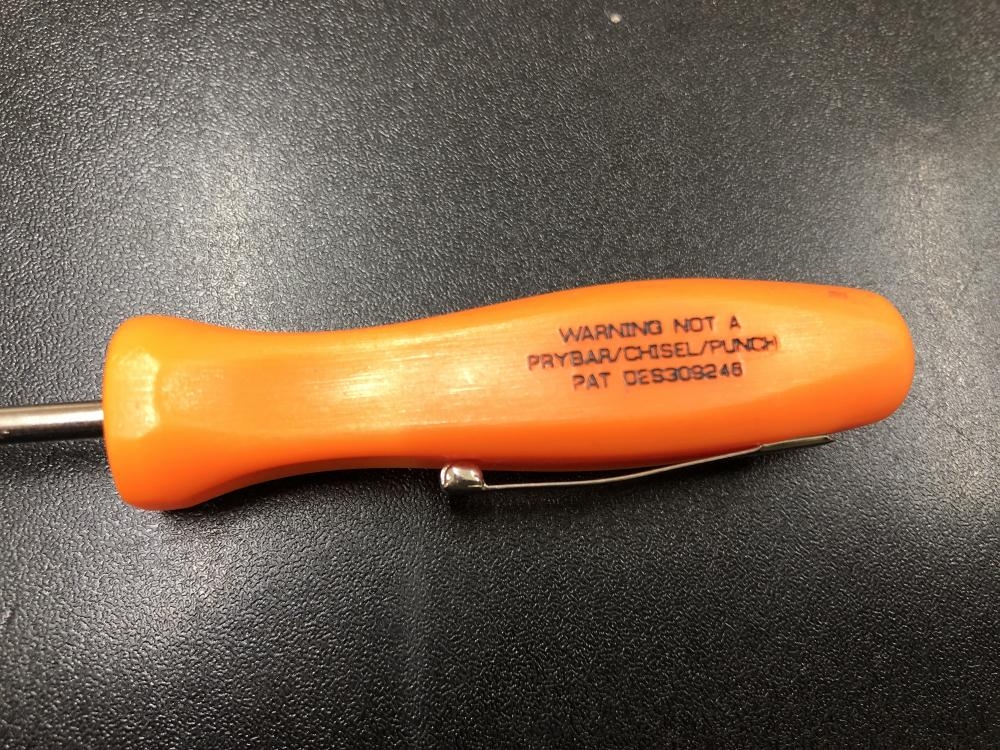 WARNING NOT A
PRYBAR/CHISEL/PUNCH
PAT DES309246